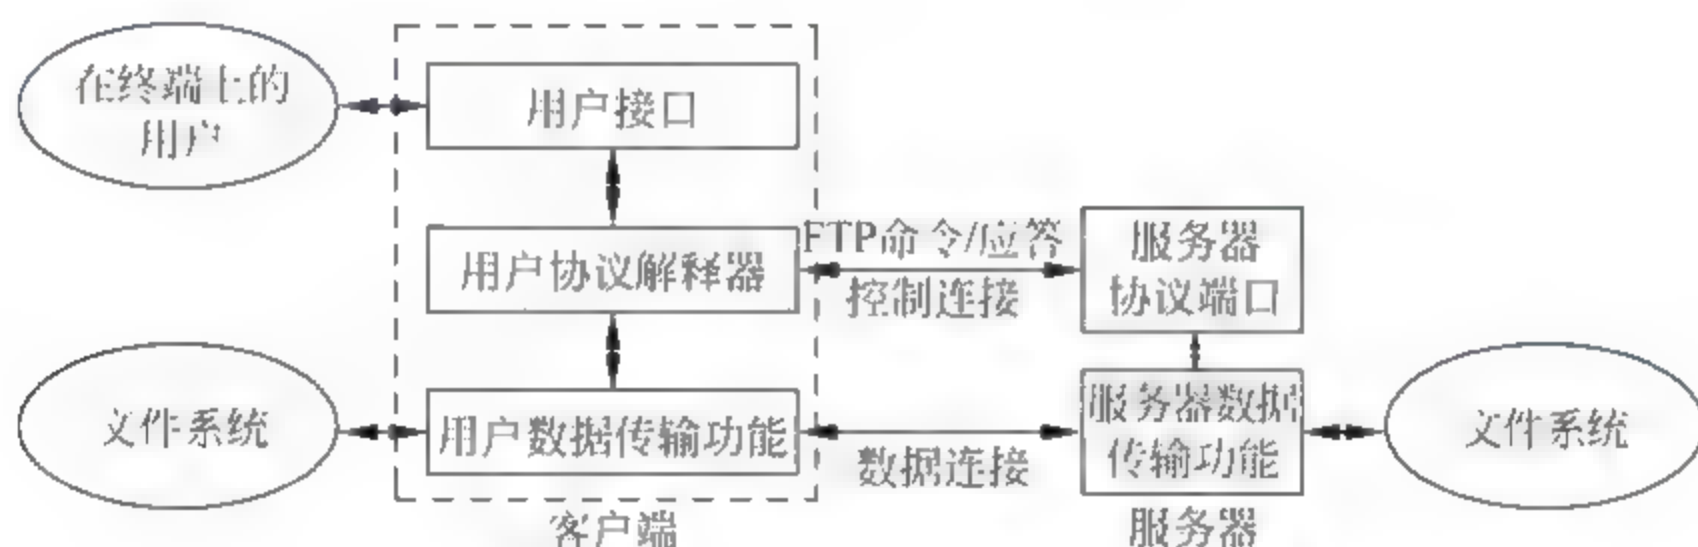 在终端上的
用户
用户接口
用户协议解释器
FTP命令/应答
控制连接
服务器
协议端口
文件系统
用户数据传输功能
数据连接
服务器数据
传输功能
文件系统
客户端
服务器